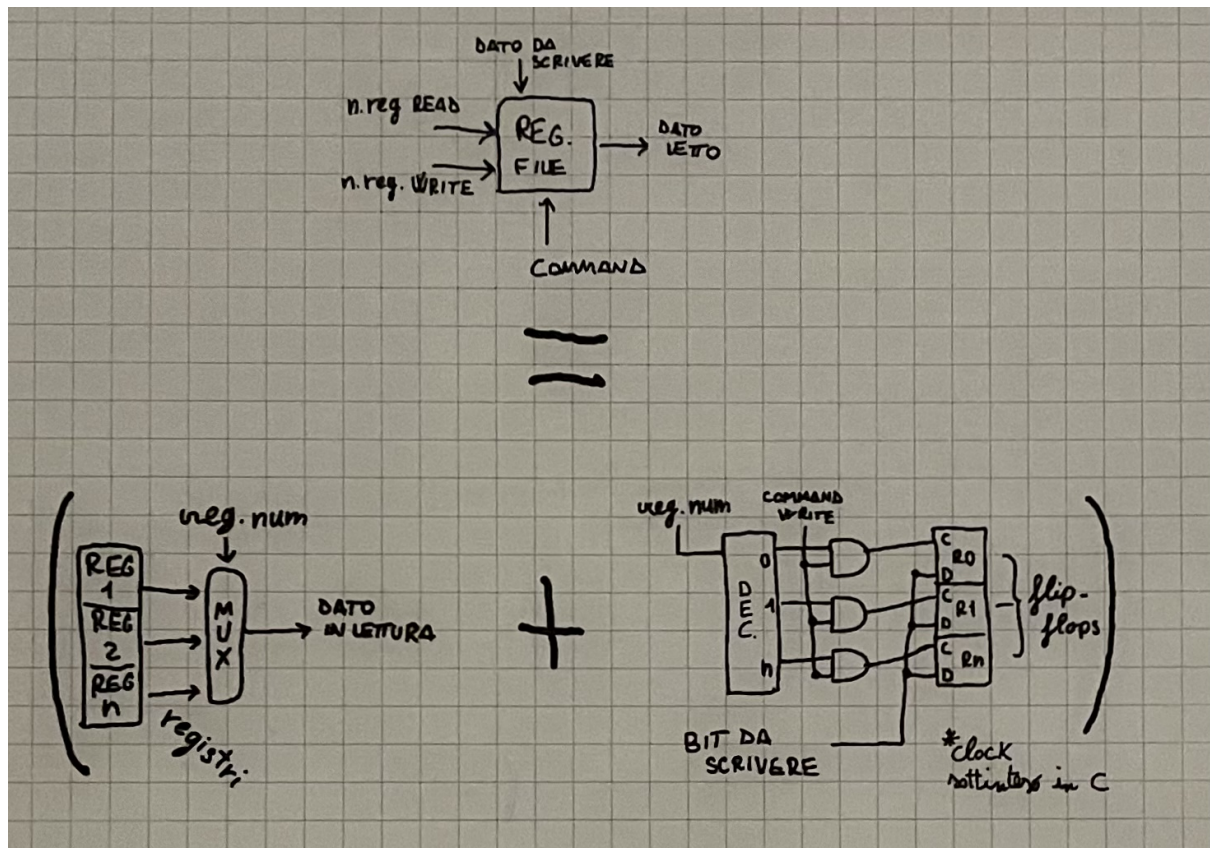 DATO DA
SCRIVERE
n.reg READ
REG.
FILE
DATO
LETTO
n.reg. WRITE
COMMAND
reg.num
REG
1
REG
2
REG
n
MUX
DATO
IN LETTURA
registri
reg.num
COMMAND
WRITE
DEC.
0
1
n
C
R0
D
C
R1
D
C
Rn
D
flip-
flops
BIT DA
SCRIVERE
*clock
sottinteso in C